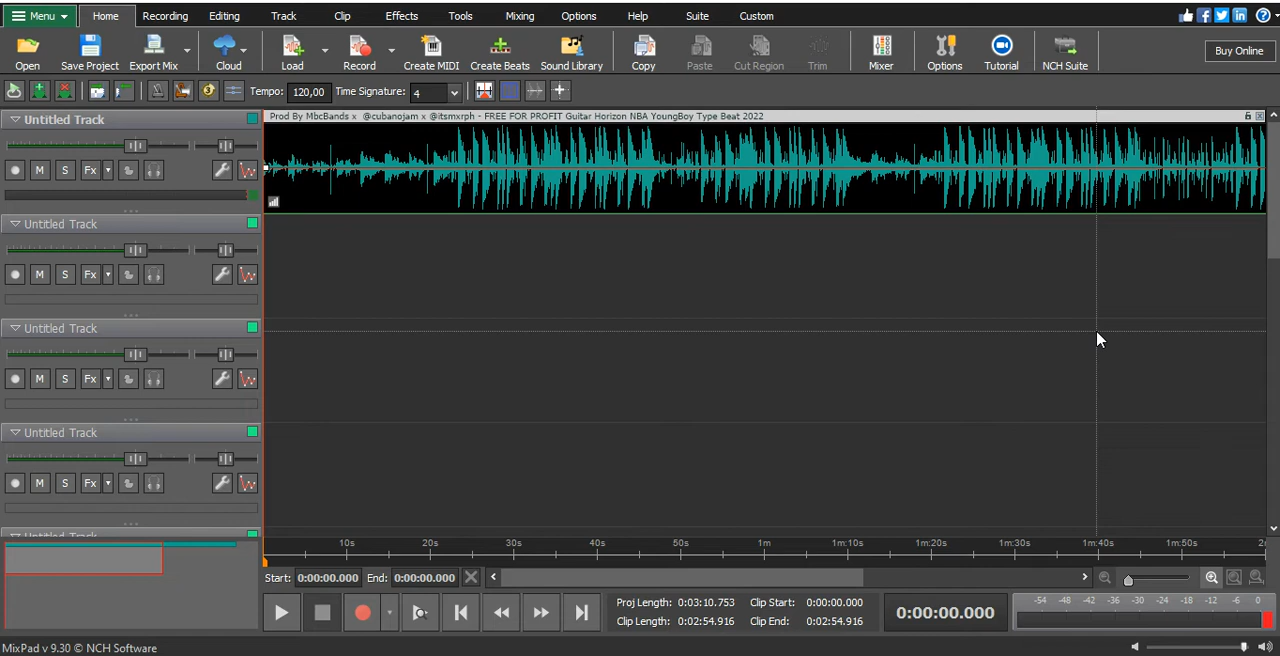 Menu Home Recording Editing Track Clip Effects Tools Mixing Options Help Suite Custom
Open Save Project Export Mix Cloud Load Record Create MIDI Create Beats Sound Library Copy Paste Cut Region Trim Mixer Options Tutorial NCH Suite Buy Online
Tempo: 120,00 Time Signature: 4
Untitled Track
Prod By MbcBands x @cubanojam x @itsmxrph - FREE FOR PROFIT Guitar Horizon NBA YoungBoy Type Beat 2022
M S Fx
Untitled Track
M S Fx
Untitled Track
M S Fx
Untitled Track
M S Fx
Untitled Track
10s 20s 30s 40s 50s 1m 1m:10s 1m:20s 1m:30s 1m:40s 1m:50s
Start: 0:00:00.000 End: 0:00:00.000
Proj Length: 0:03:10.753 Clip Start: 0:00:00.000
Clip Length: 0:02:54.916 Clip End: 0:02:54.916
0:00:00.000
-54 -48 -42 -36 -30 -24 -18 -12 -6 0
MixPad v 9.30 © NCH Software